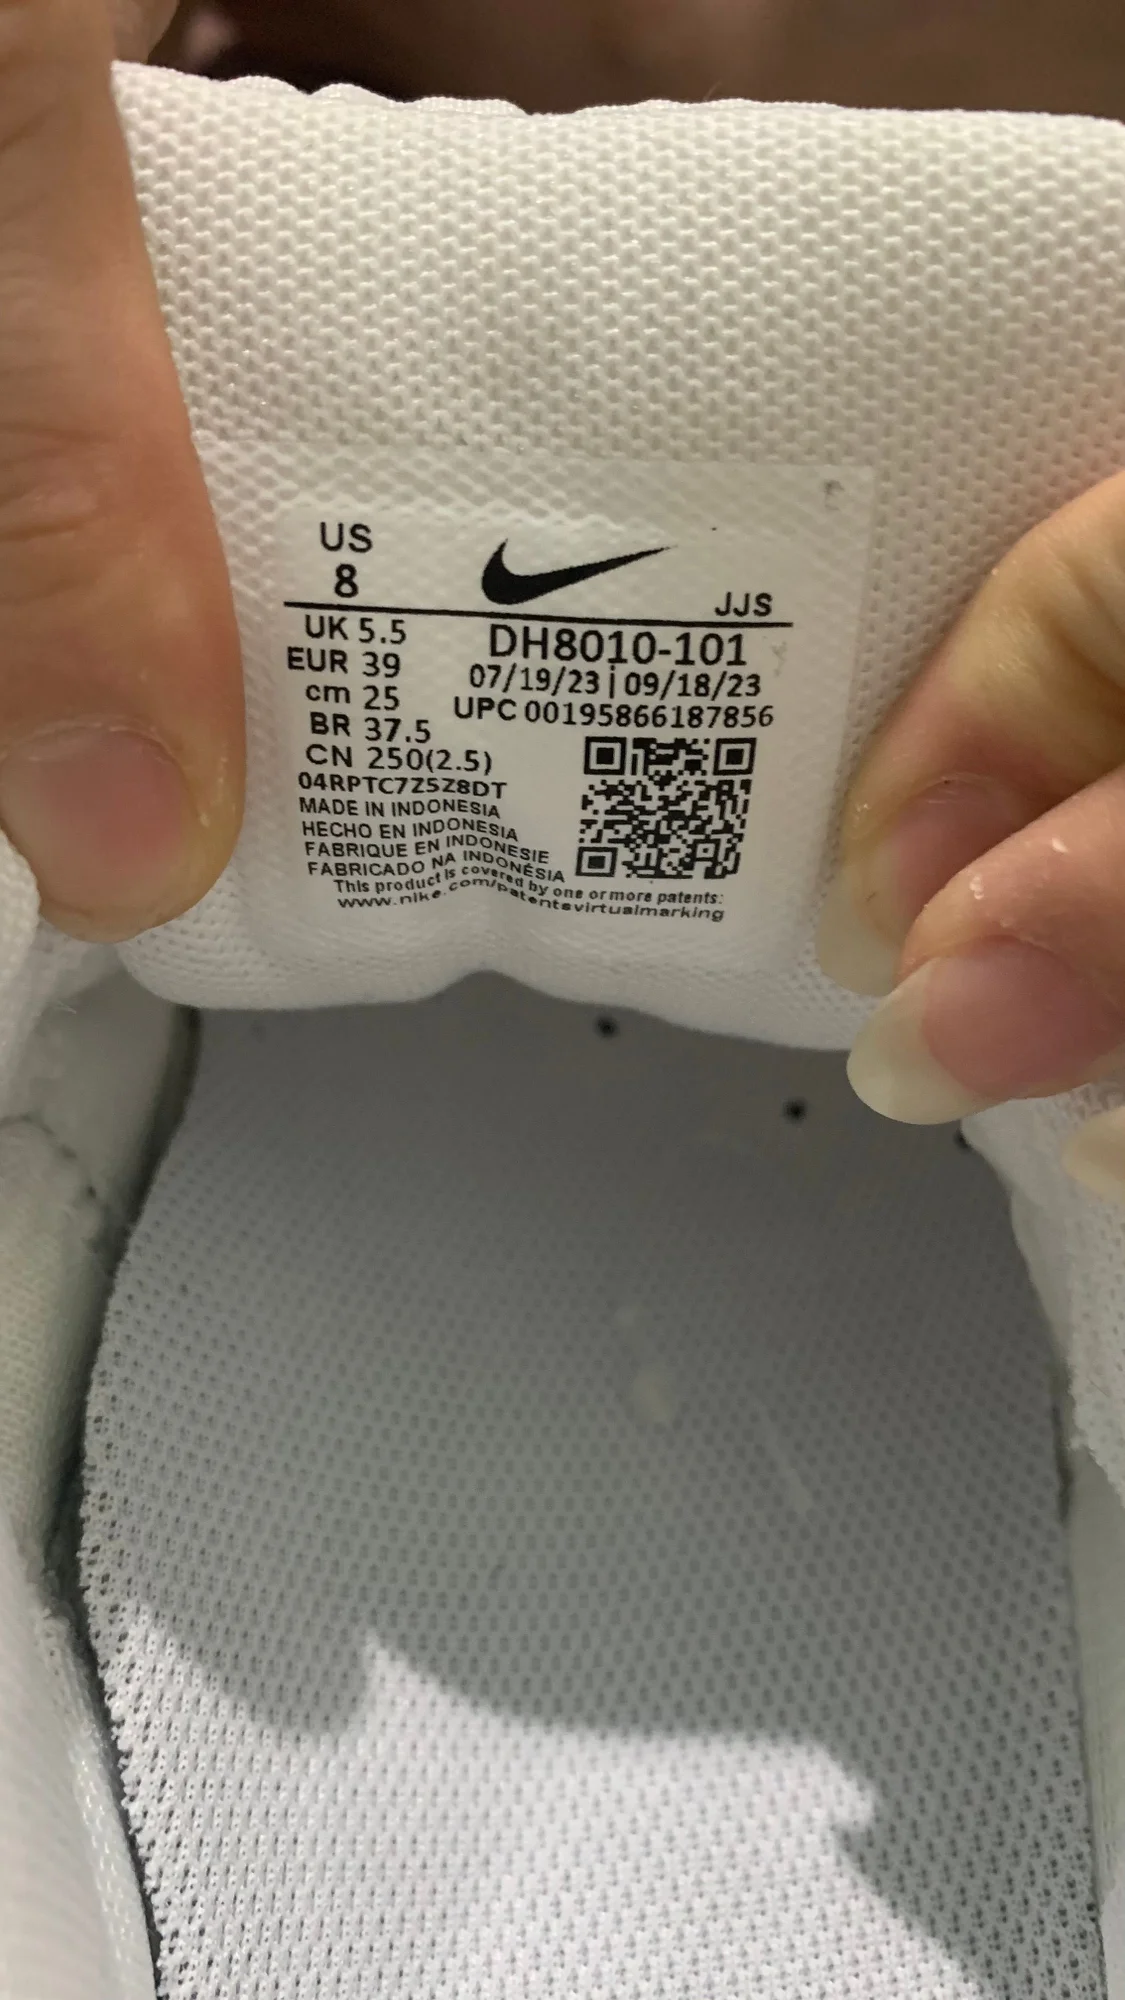 US
8
JJS
UK 5.5
EUR 39
cm 25
BR 37.5
CN 250(2.5)
DH8010-101
07/19/23 | 09/18/23
UPC 00195866187856
04RPTC7Z5Z8DT
MADE IN INDONESIA
HECHO EN INDONESIA
FABRIQUE EN INDONESIE
FABRICADO NA INDONÉSIA
This product is covered by one or more patents:
www.nike.com/patentsvirtualmarking